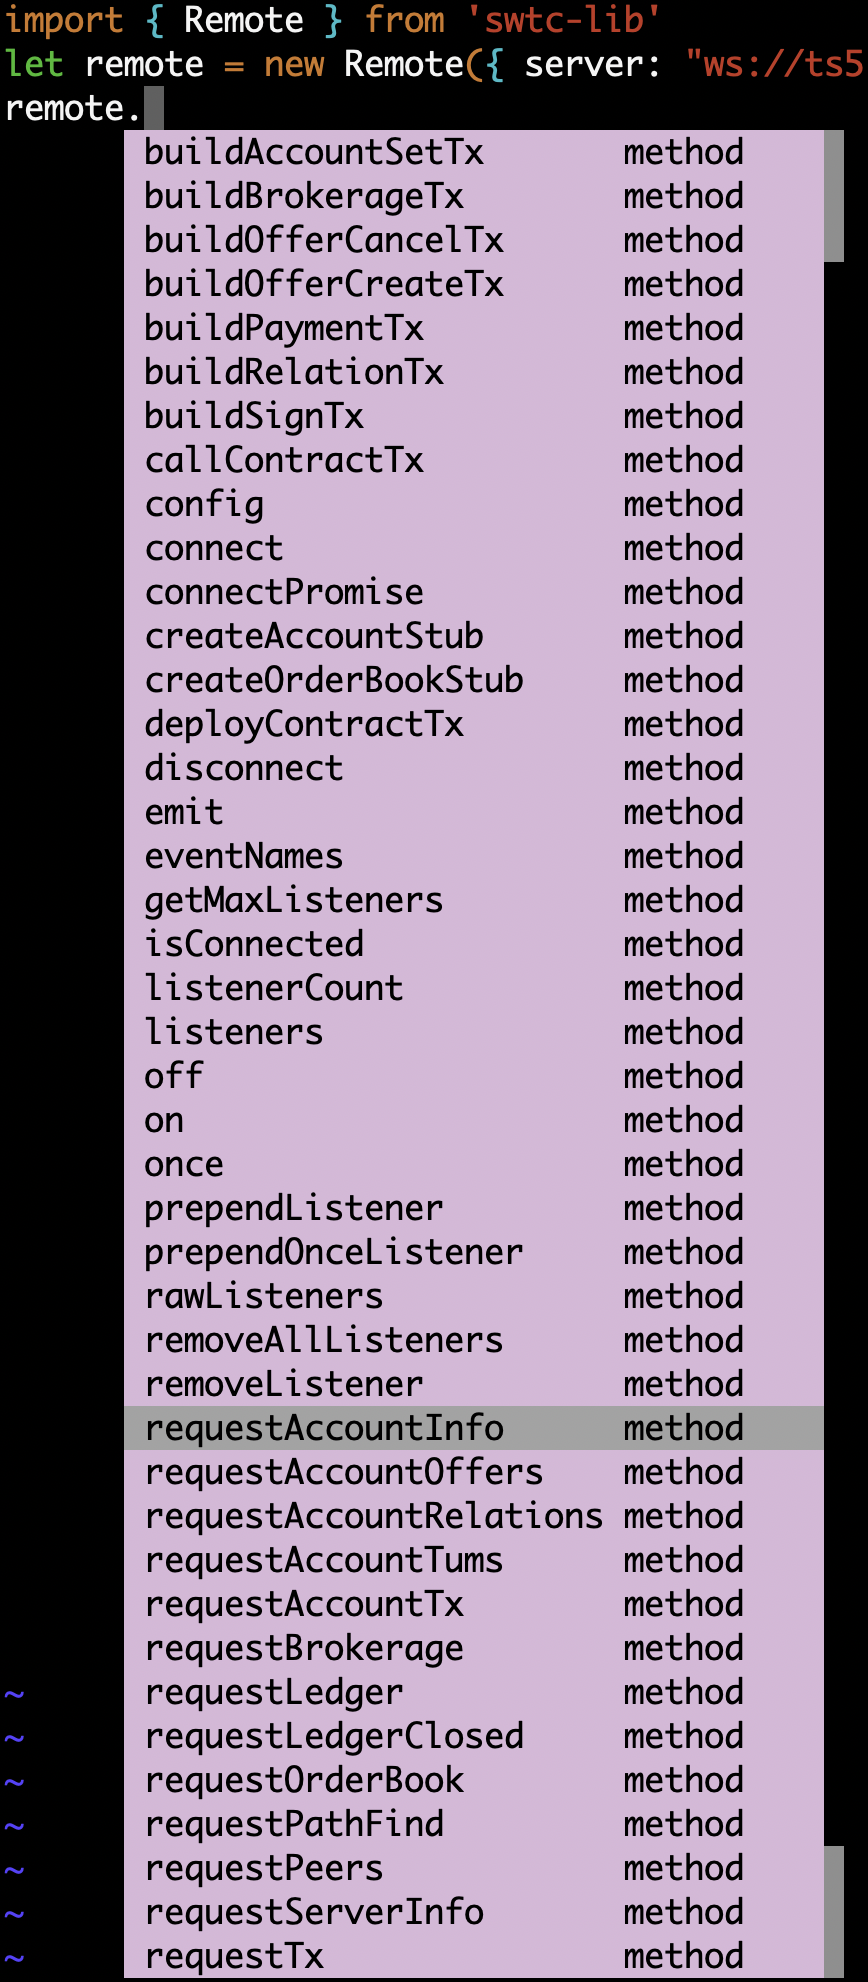 import { Remote } from 'swtc-lib'
let remote = new Remote({ server: "ws://ts5
remote.
buildAccountSetTx method
buildBrokerageTx method
buildOfferCancelTx method
buildOfferCreateTx method
buildPaymentTx method
buildRelationTx method
buildSignTx method
callContractTx method
config method
connect method
connectPromise method
createAccountStub method
createOrderBookStub method
deployContractTx method
disconnect method
emit method
eventNames method
getMaxListeners method
isConnected method
listenerCount method
listeners method
off method
on method
once method
prependListener method
prependOnceListener method
rawListeners method
removeAllListeners method
removeListener method
requestAccountInfo method
requestAccountOffers method
requestAccountRelations method
requestAccountTums method
requestAccountTx method
requestBrokerage method
~ requestLedger method
~ requestLedgerClosed method
~ requestOrderBook method
~ requestPathFind method
~ requestPeers method
~ requestServerInfo method
~ requestTx method